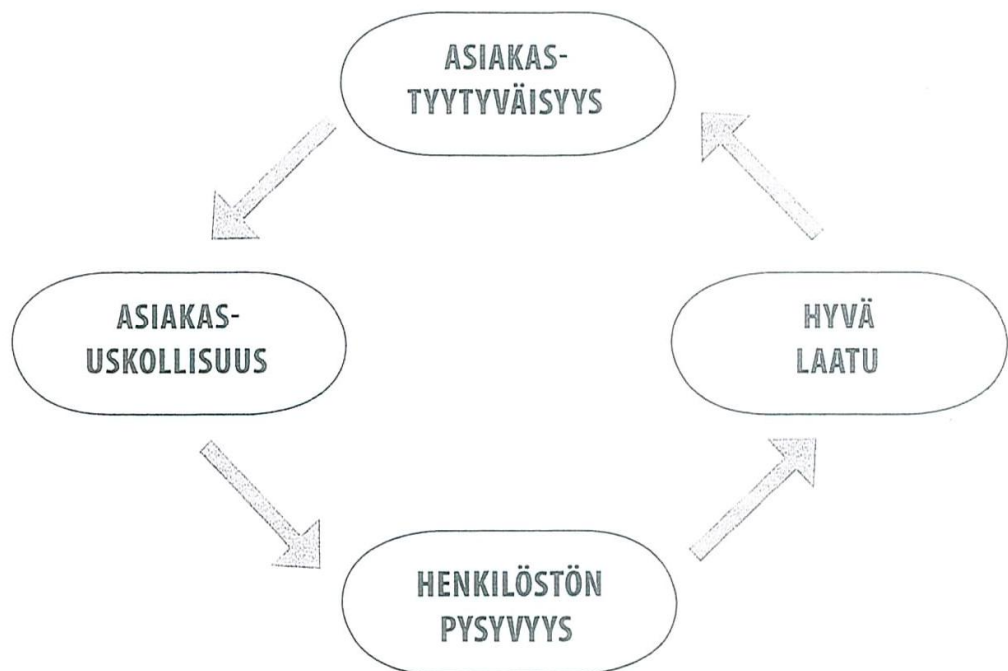 ASIAKAS-
TYYTYVÄISYYS
ASIAKAS-
USKOLLISUUS
HYVÄ
LAATU
HENKILÖSTÖN
PYSYVYYS